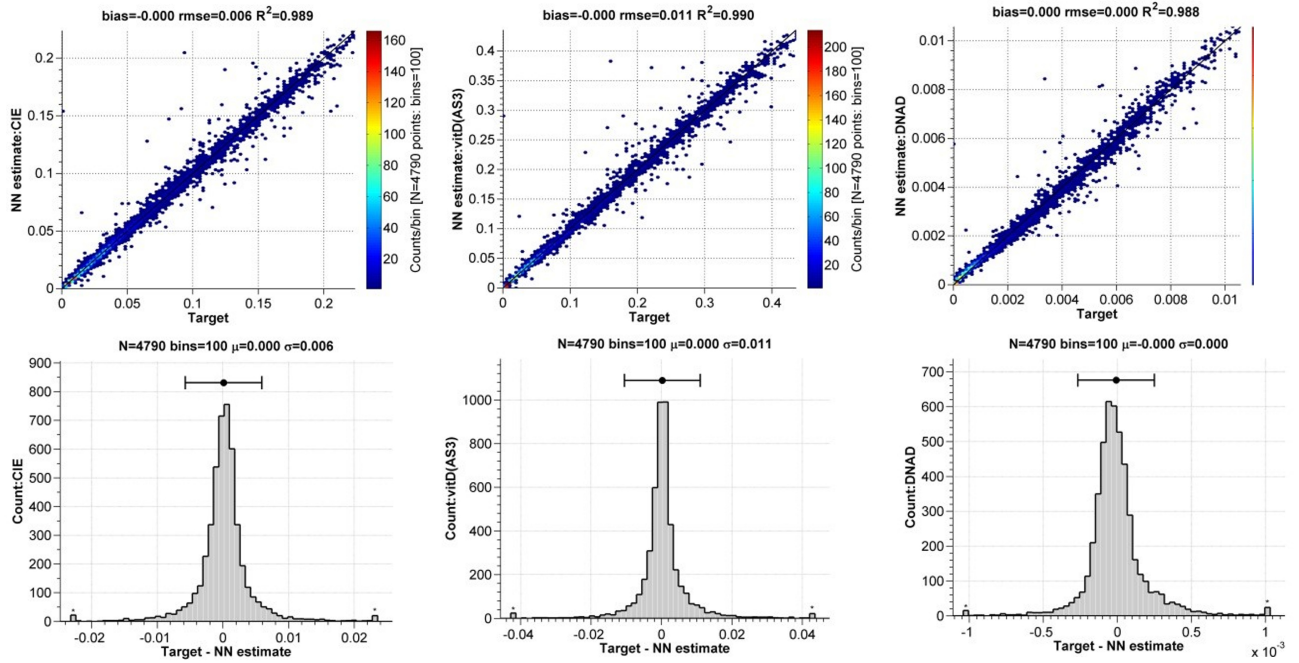 bias=-0.000 rmse=0.006 R²=0.989
NN estimate:CIE
0.2
0.15
0.1
0.05
0
0 0.05 0.1 0.15 0.2
Target
160
140
120
100
80
60
40
20
Counts/bin [N=4790 points: bins=100]
bias=-0.000 rmse=0.011 R²=0.990
NN estimate:vitD(AS3)
0.4
0.35
0.3
0.25
0.2
0.15
0.1
0.05
0
0.1 0.2 0.3 0.4
Target
200
180
160
140
120
100
80
60
40
20
Counts/bin [N=4790 points: bins=100]
bias=0.000 rmse=0.000 R²=0.988
NN estimate:DNAD
0.01
0.008
0.006
0.004
0.002
0
0 0.002 0.004 0.006 0.008 0.01
Target
N=4790 bins=100 μ=0.000 σ=0.006
Count:CIE
900
800
700
600
500
400
300
200
100
0
-0.02 -0.01 0 0.01 0.02
Target - NN estimate
N=4790 bins=100 μ=0.000 σ=0.011
Count:vitD(AS3)
1000
800
600
400
200
0
-0.04 -0.02 0 0.02 0.04
Target - NN estimate
N=4790 bins=100 μ=-0.000 σ=0.000
Count:DNAD
700
600
500
400
300
200
100
0
-1 -0.5 0 0.5 1
x 10⁻³
Target - NN estimate